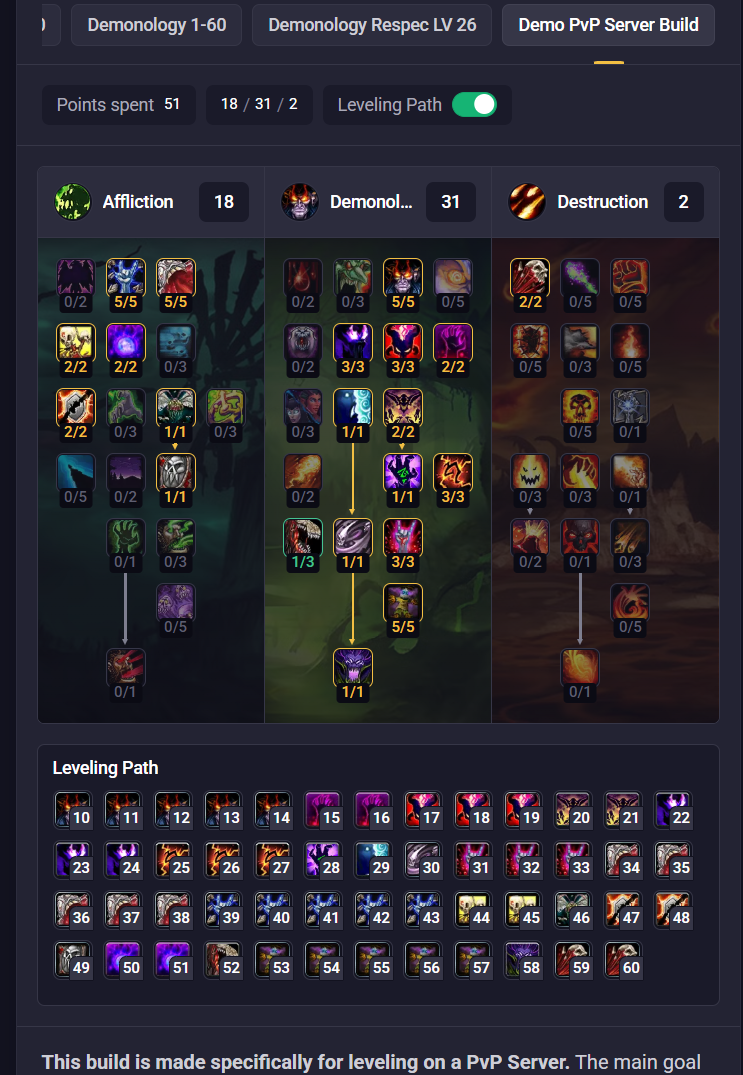 0 Demonology 1-60 Demonology Respec LV 26 Demo PvP Server Build
Points spent 51 18 / 31 / 2 Leveling Path
Affliction 18 Demonol... 31 Destruction 2
0/2 5/5 5/5 0/2 0/3 5/5 0/5 2/2 0/5 0/5
2/2 2/2 0/3 0/2 3/3 3/3 2/2 0/5 0/3 0/5
2/2 0/3 1/1 0/3 0/3 1/1 2/2 0/5 0/1
0/5 0/2 1/1 0/2 1/1 3/3 0/3 0/3 0/1
0/1 0/3 1/3 1/1 3/3 0/2 0/1 0/3
0/5 5/5 0/5
0/1 1/1 0/1
Leveling Path
10 11 12 13 14 15 16 17 18 19 20 21 22
23 24 25 26 27 28 29 30 31 32 33 34 35
36 37 38 39 40 41 42 43 44 45 46 47 48
49 50 51 52 53 54 55 56 57 58 59 60
This build is made specifically for leveling on a PvP Server. The main goal